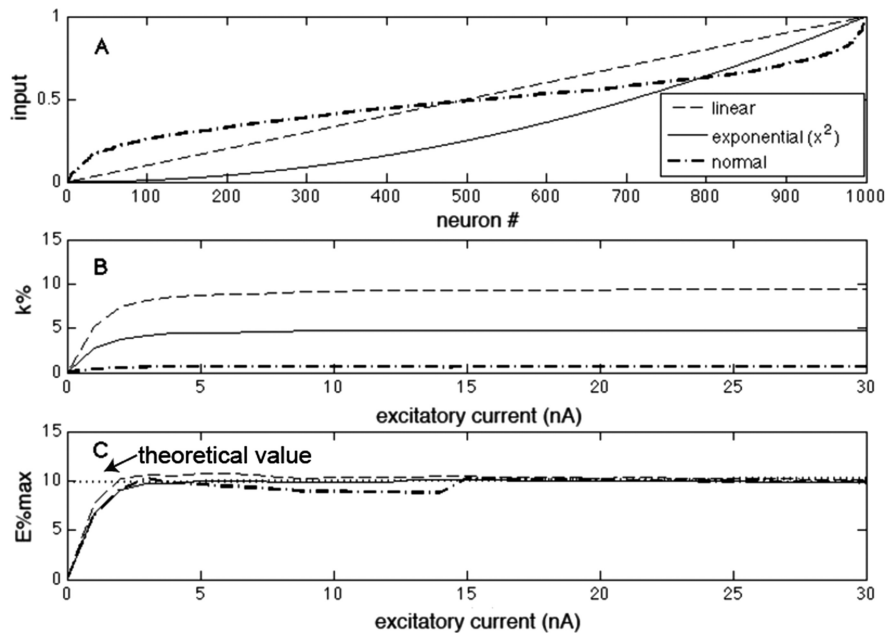 A
1
0.5
0
input
0 100 200 300 400 500 600 700 800 900 1000
neuron #
linear
exponential (x²)
normal
B
15
10
5
0
k%
0 5 10 15 20 25 30
excitatory current (nA)
C
theoretical value
15
10
5
0
E%max
0 5 10 15 20 25 30
excitatory current (nA)